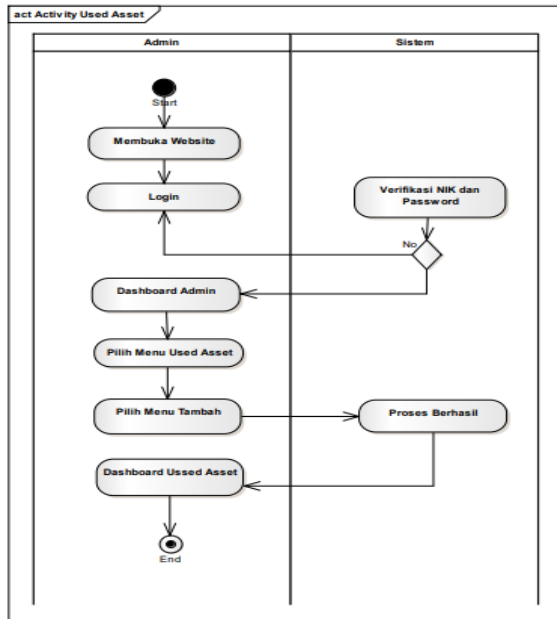 act Activity Used Asset
Admin
Sistem
Start
Membuka Website
Login
Verifikasi NIK dan
Password
No
Dashboard Admin
Pilih Menu Used Asset
Pilih Menu Tambah
Proses Berhasil
Dashboard Ussed Asset
End